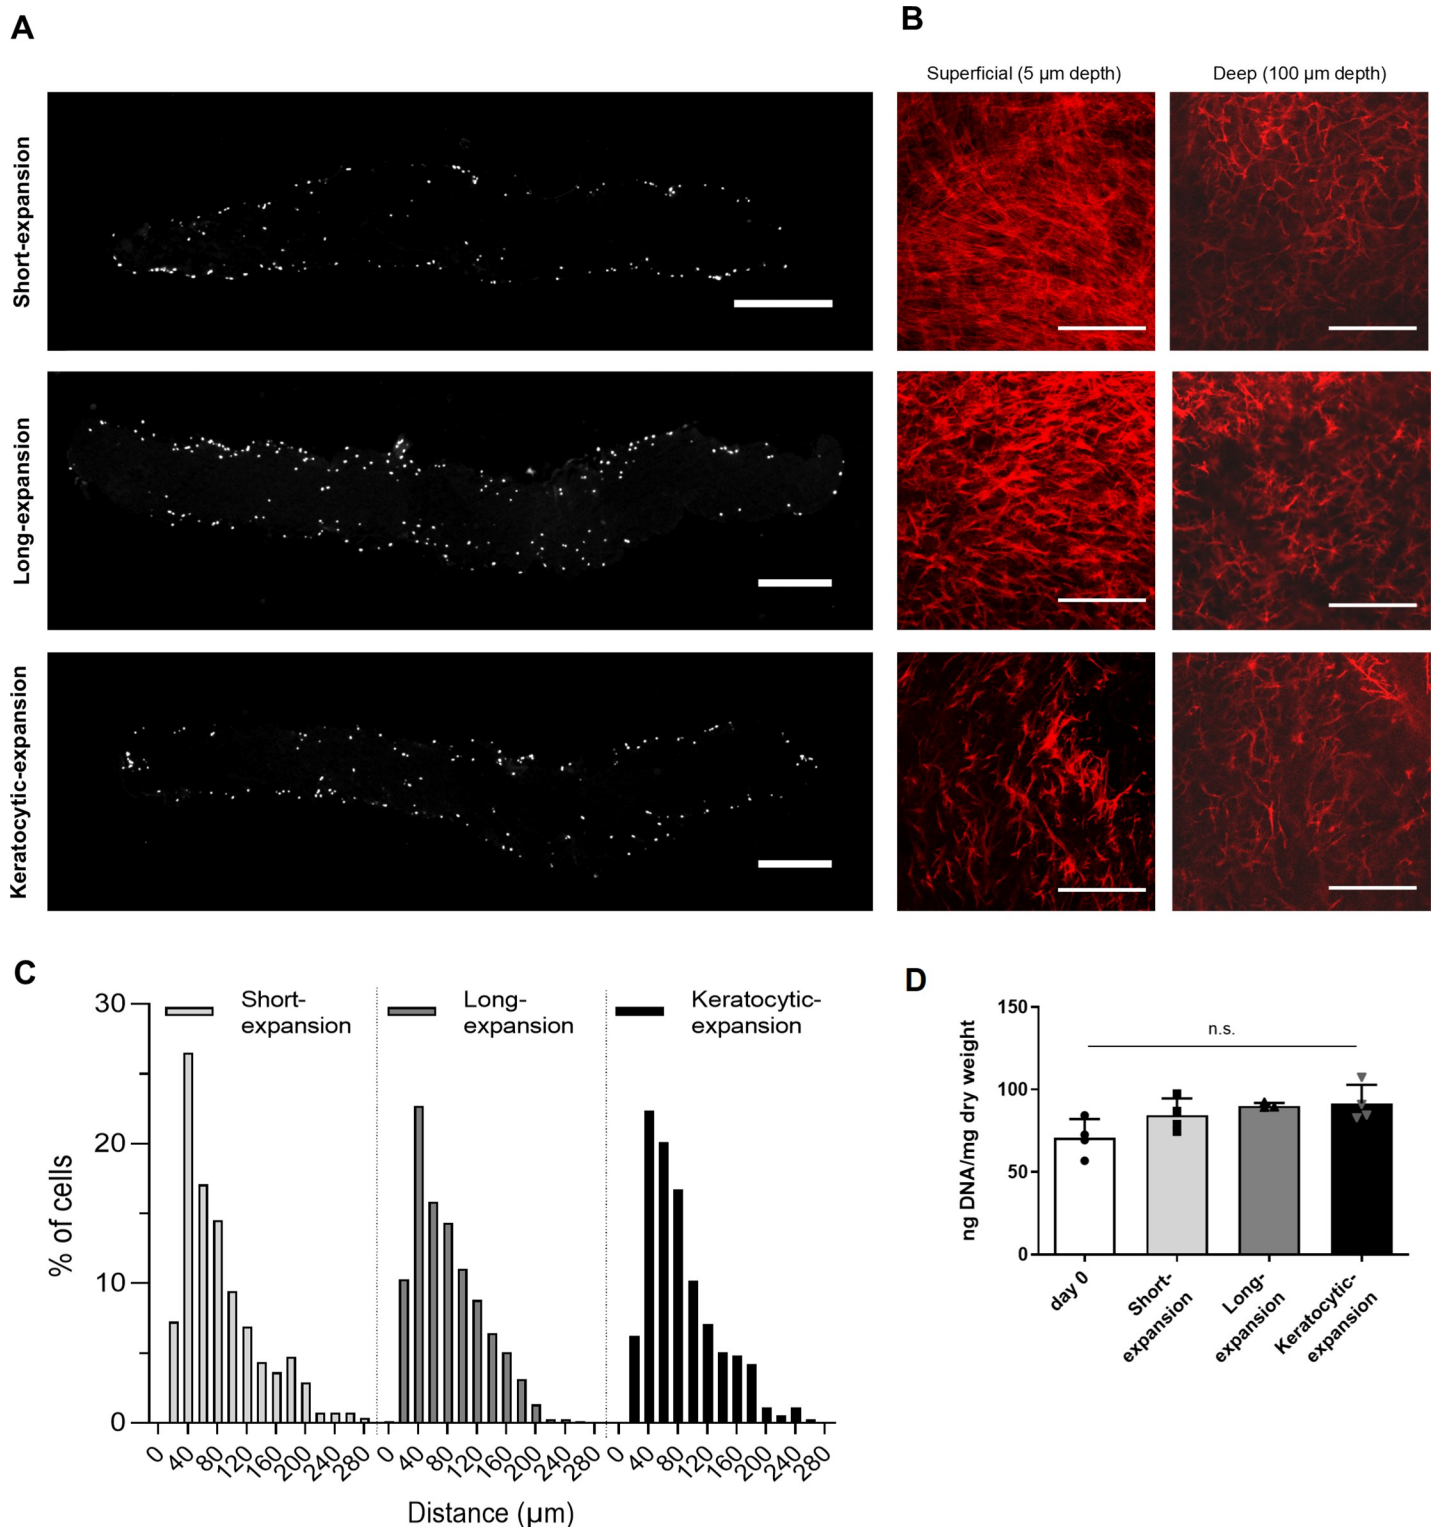 A
B
Superficial (5 µm depth)
Deep (100 µm depth)
Short-expansion
Long-expansion
Keratocytic-expansion
C
% of cells
30
20
10
0
Short-
expansion
Long-
expansion
Keratocytic-
expansion
0 40 80 120 160 200 240 280 0 40 80 120 160 200 240 280 0 40 80 120 160 200 240 280
Distance (µm)
D
ng DNA/mg dry weight
150
100
50
0
n.s.
day 0
Short-
expansion
Long-
expansion
Keratocytic-
expansion